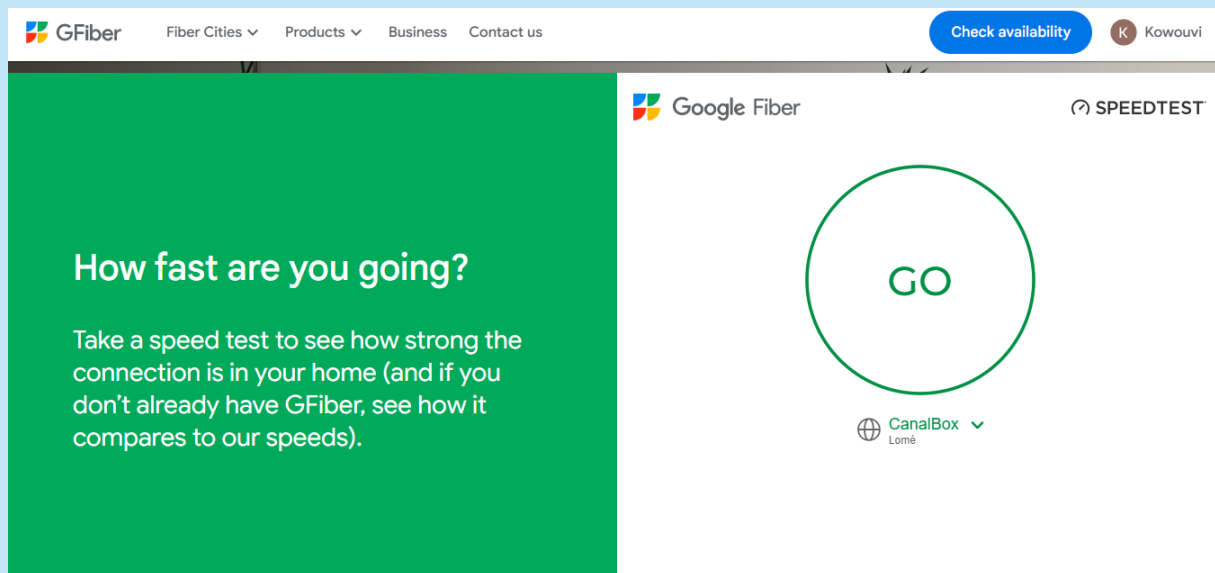 GFiber Fiber Cities Products Business Contact us Check availability K Kowouvi
Google Fiber SPEEDTEST
How fast are you going?
Take a speed test to see how strong the
connection is in your home (and if you
don't already have GFiber, see how it
compares to our speeds).
GO
CanalBox
Lomé